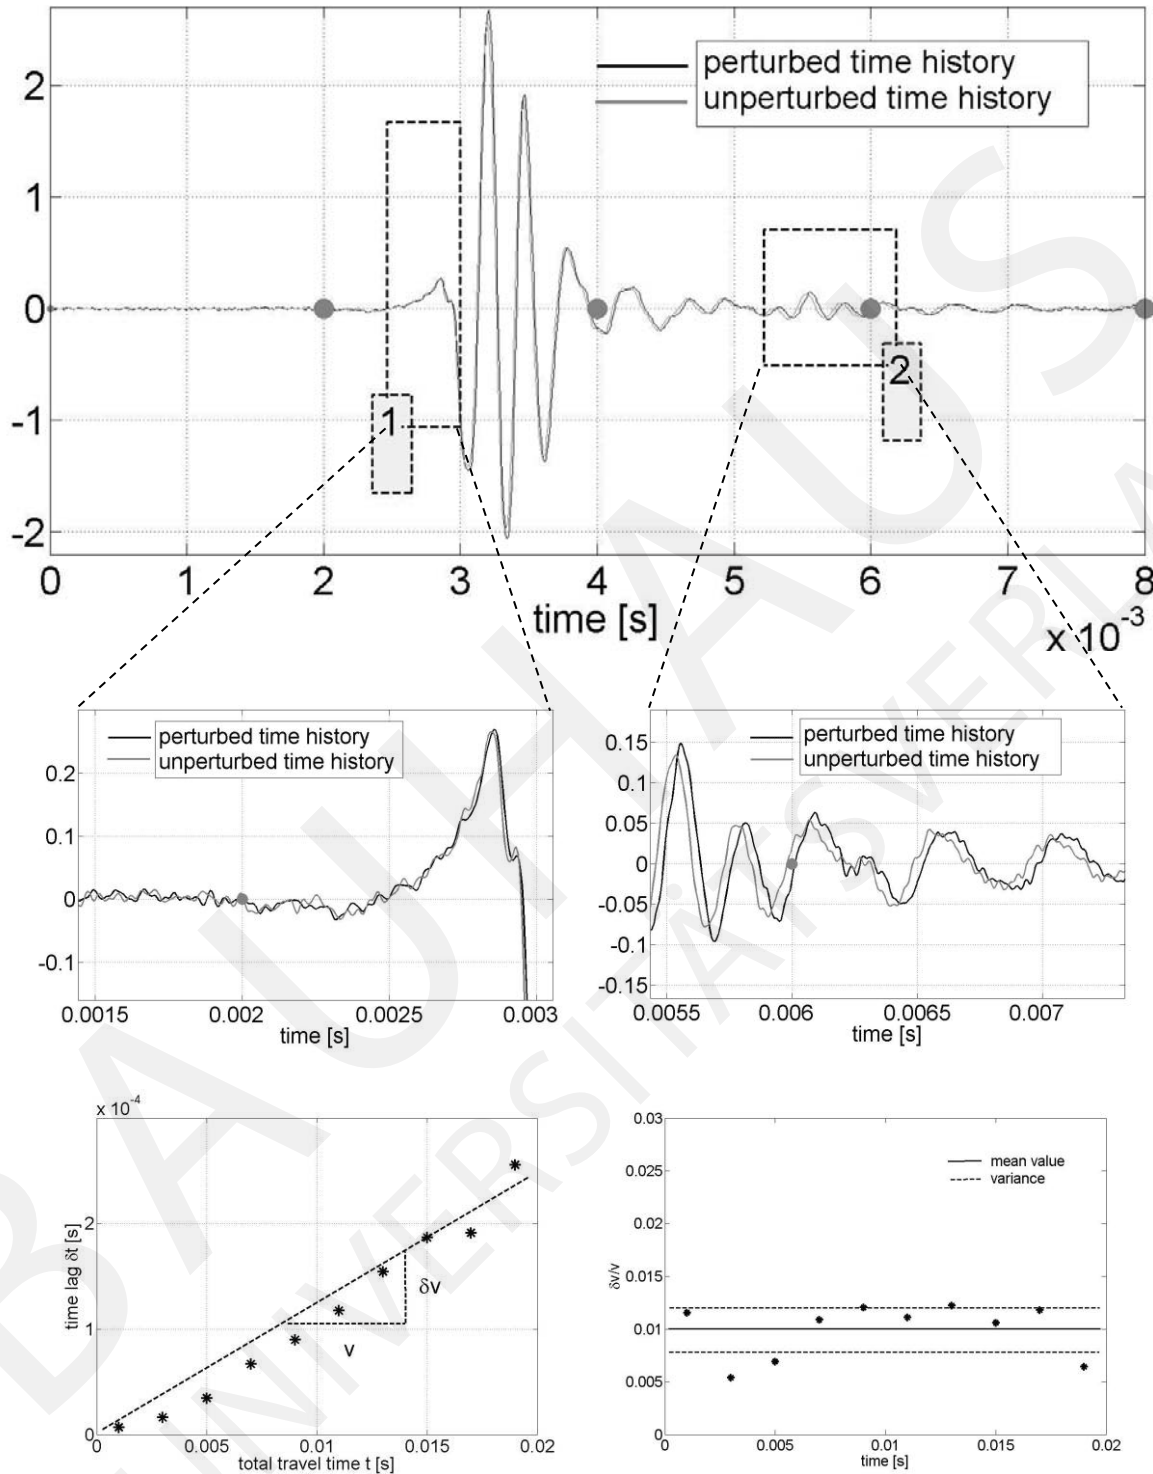 perturbed time history
unperturbed time history
2
1
0
-1
-2
1
2
0 1 2 3 4 5 6 7 8
time [s]
x 10-3
perturbed time history
unperturbed time history
0.2
0.1
0
-0.1
0.0015 0.002 0.0025 0.003
time [s]
perturbed time history
unperturbed time history
0.15
0.1
0.05
0
-0.05
-0.1
-0.15
0.0055 0.006 0.0065 0.007
time [s]
x 10-4
2
1
0
time lag δt [s]
δv
v
0 0.005 0.01 0.015 0.02
total travel time t [s]
0.03
0.025
0.02
0.015
0.01
0.005
0
δv/v
mean value
variance
0 0.005 0.01 0.015 0.02
time [s]
BAUHAUS
UNIVERSITÄTSVERLA